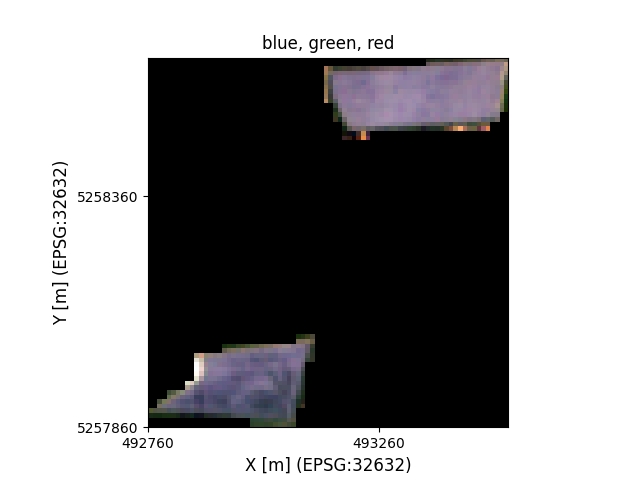 blue, green, red
Y [m] (EPSG:32632)
5258360
5257860
492760
493260
X [m] (EPSG:32632)